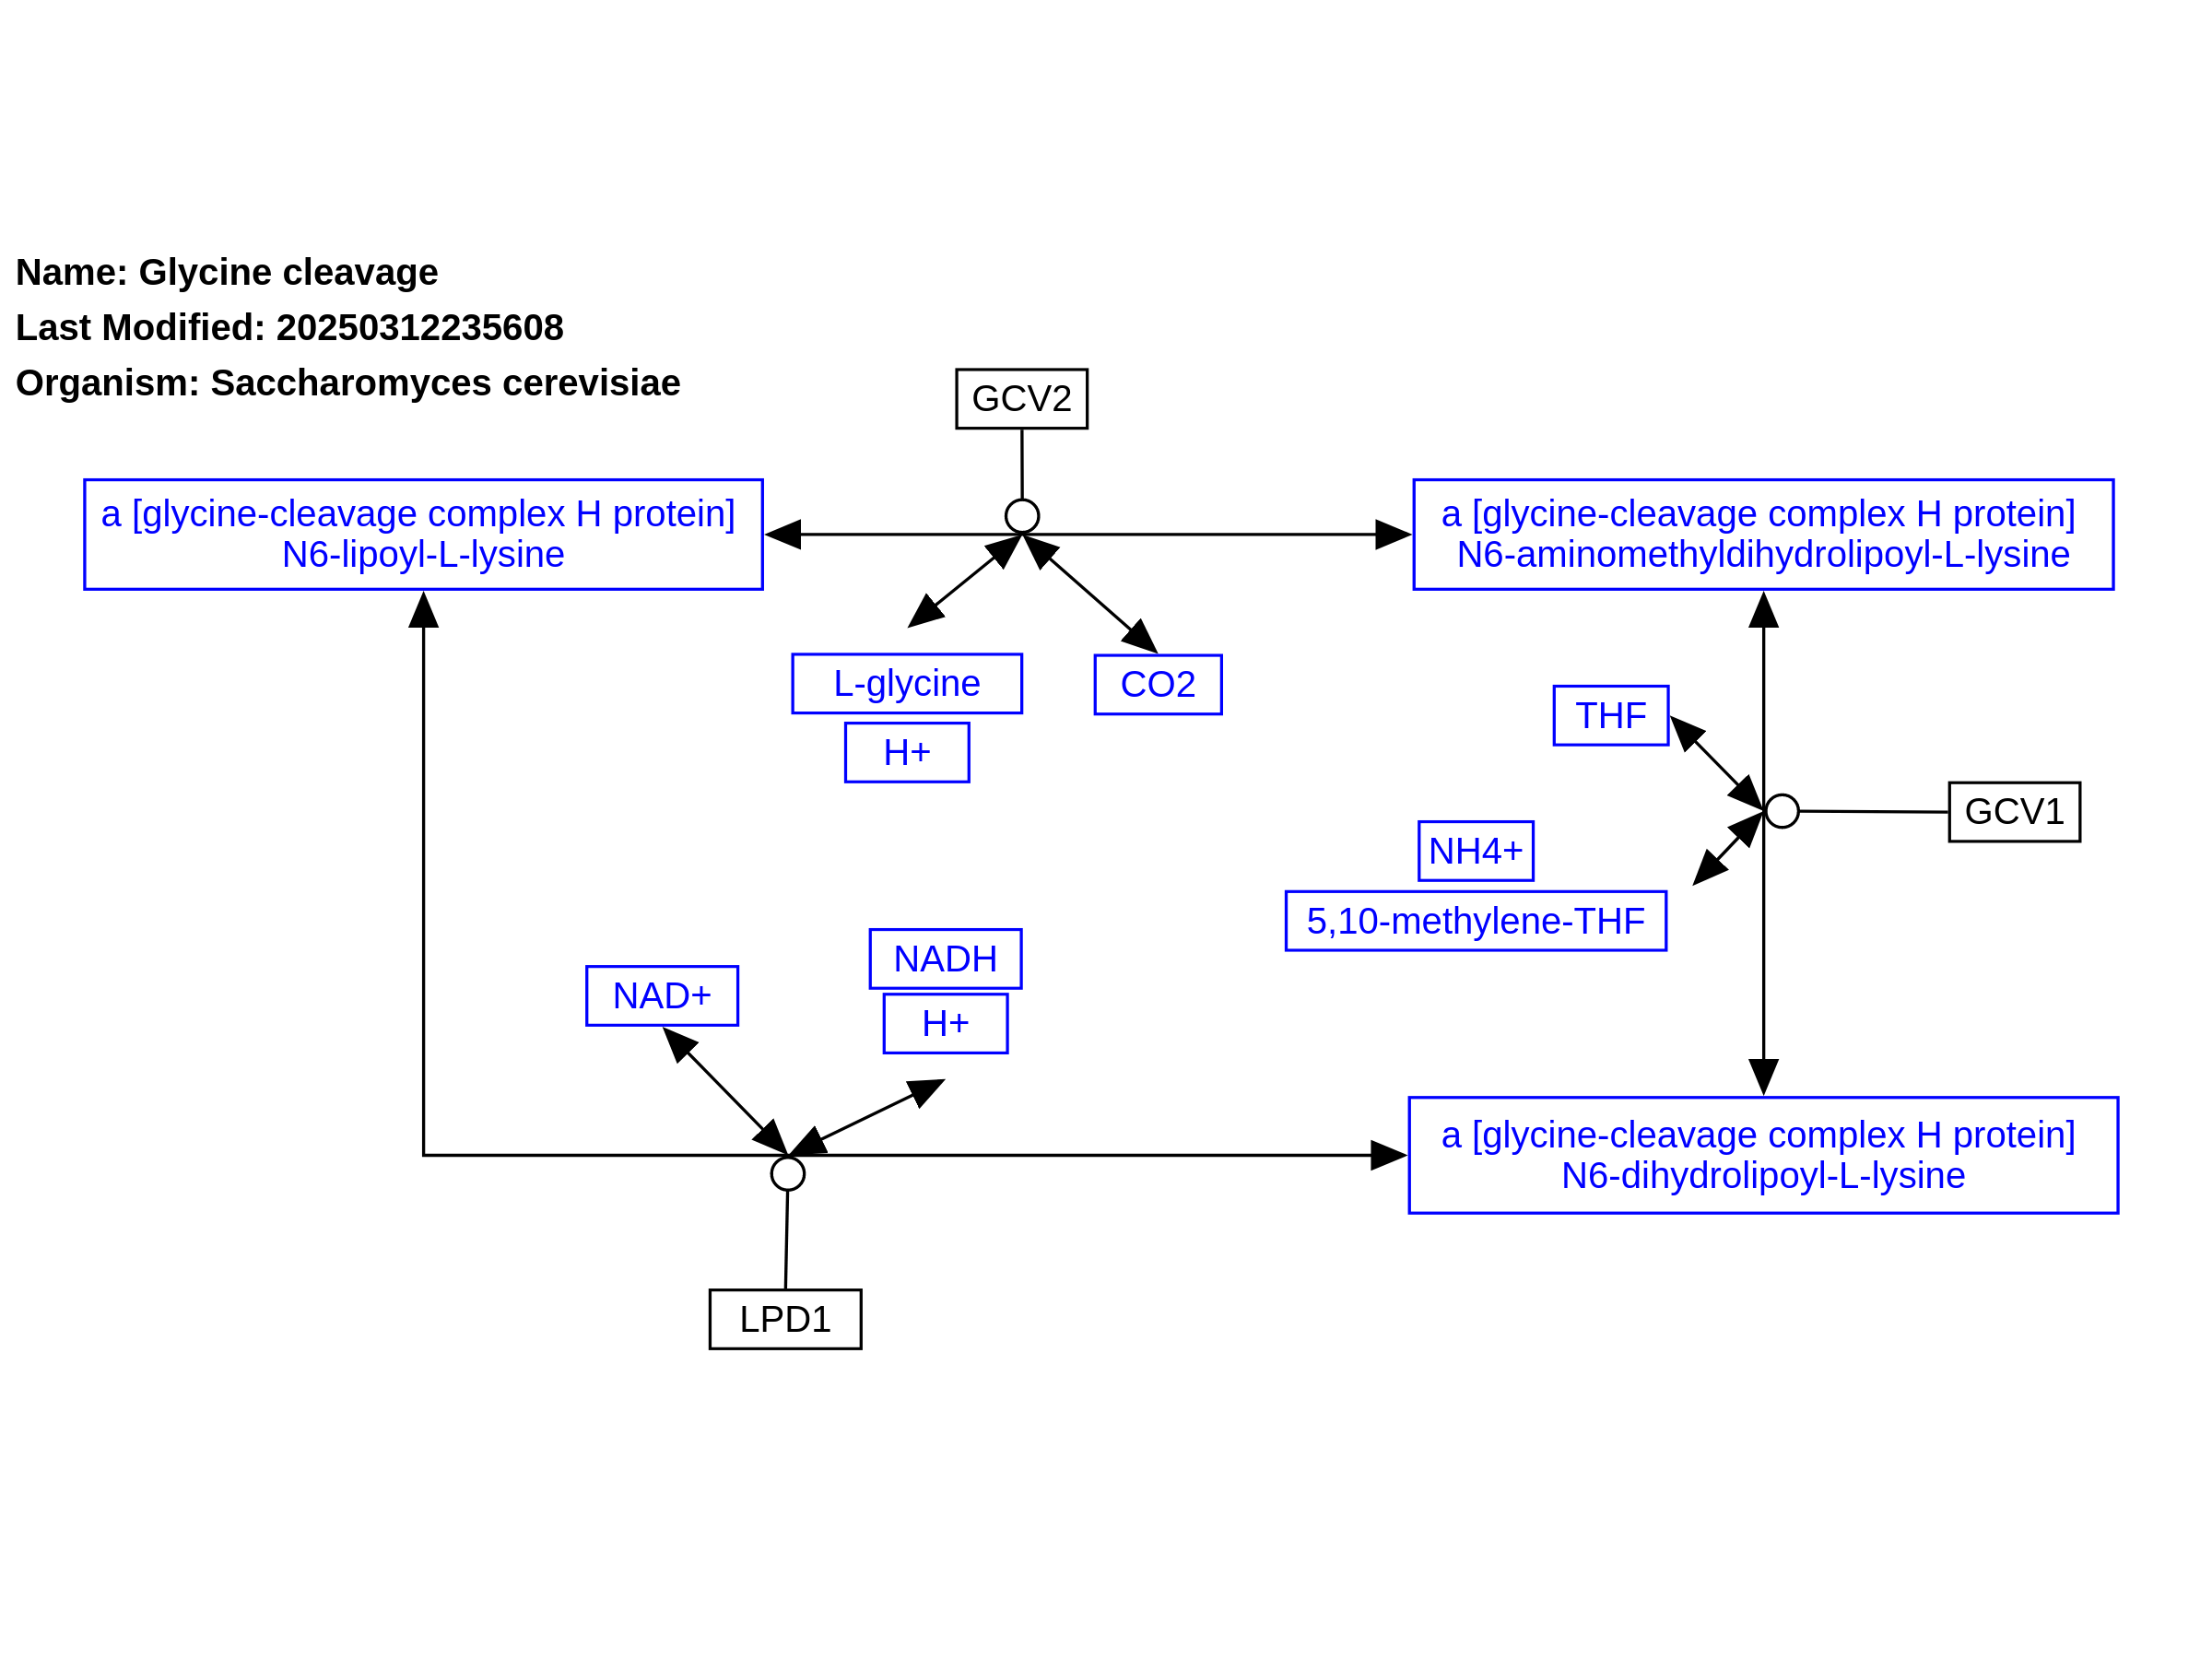 Name: Glycine cleavage
Last Modified: 20250312235608
Organism: Saccharomyces cerevisiae
GCV2
a [glycine-cleavage complex H protein]
N6-lipoyl-L-lysine
a [glycine-cleavage complex H protein]
N6-aminomethyldihydrolipoyl-L-lysine
L-glycine
CO2
H+
THF
GCV1
NH4+
5,10-methylene-THF
NADH
NAD+
H+
a [glycine-cleavage complex H protein]
N6-dihydrolipoyl-L-lysine
LPD1